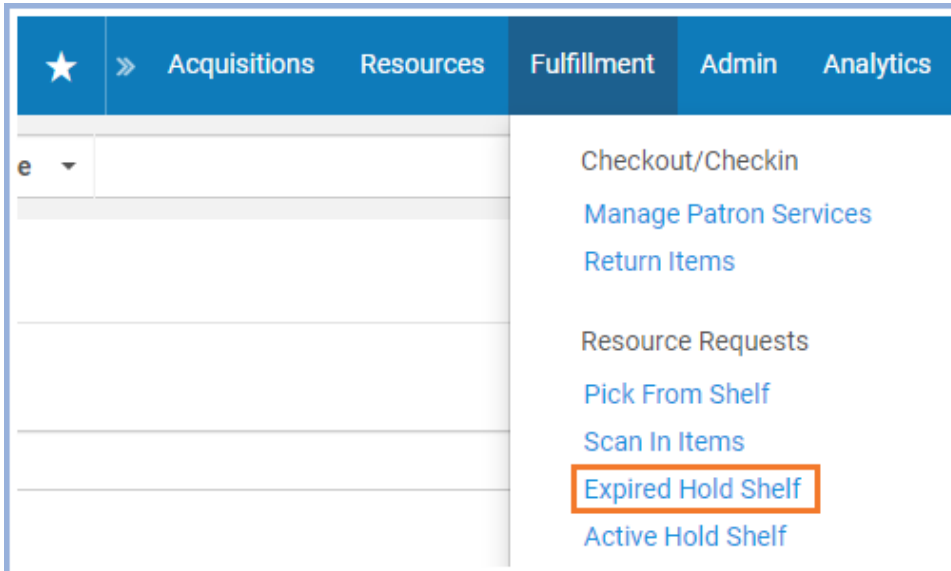 » Acquisitions Resources Fulfillment Admin Analytics
e
Checkout/Checkin
Manage Patron Services
Return Items
Resource Requests
Pick From Shelf
Scan In Items
Expired Hold Shelf
Active Hold Shelf